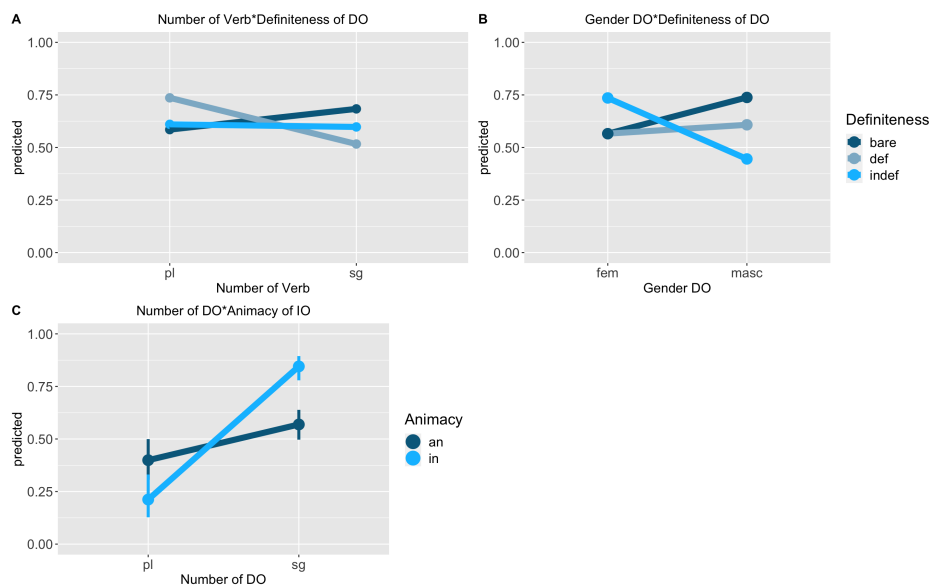 A
Number of Verb*Definiteness of DO
1.00
0.75
0.50
0.25
0.00
predicted
pl
sg
Number of Verb
B
Gender DO*Definiteness of DO
1.00
0.75
0.50
0.25
0.00
predicted
fem
masc
Gender DO
Definiteness
bare
def
indef
C
Number of DO*Animacy of IO
1.00
0.75
0.50
0.25
0.00
predicted
pl
sg
Number of DO
Animacy
an
in